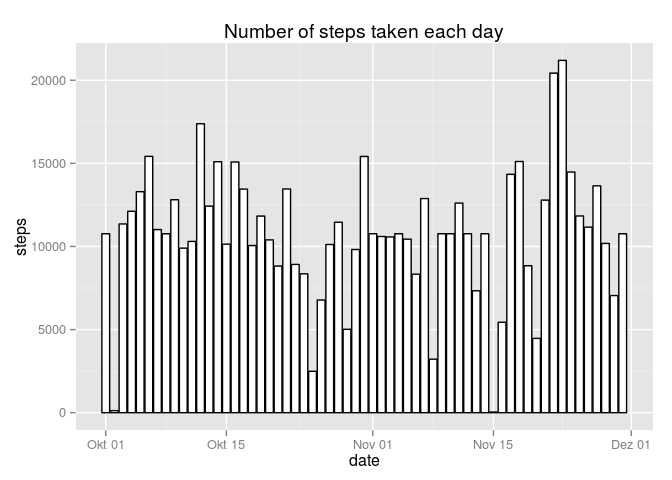 Number of steps taken each day
steps
20000
15000
10000
5000
0
Okt 01
Okt 15
Nov 01
Nov 15
Dez 01
date